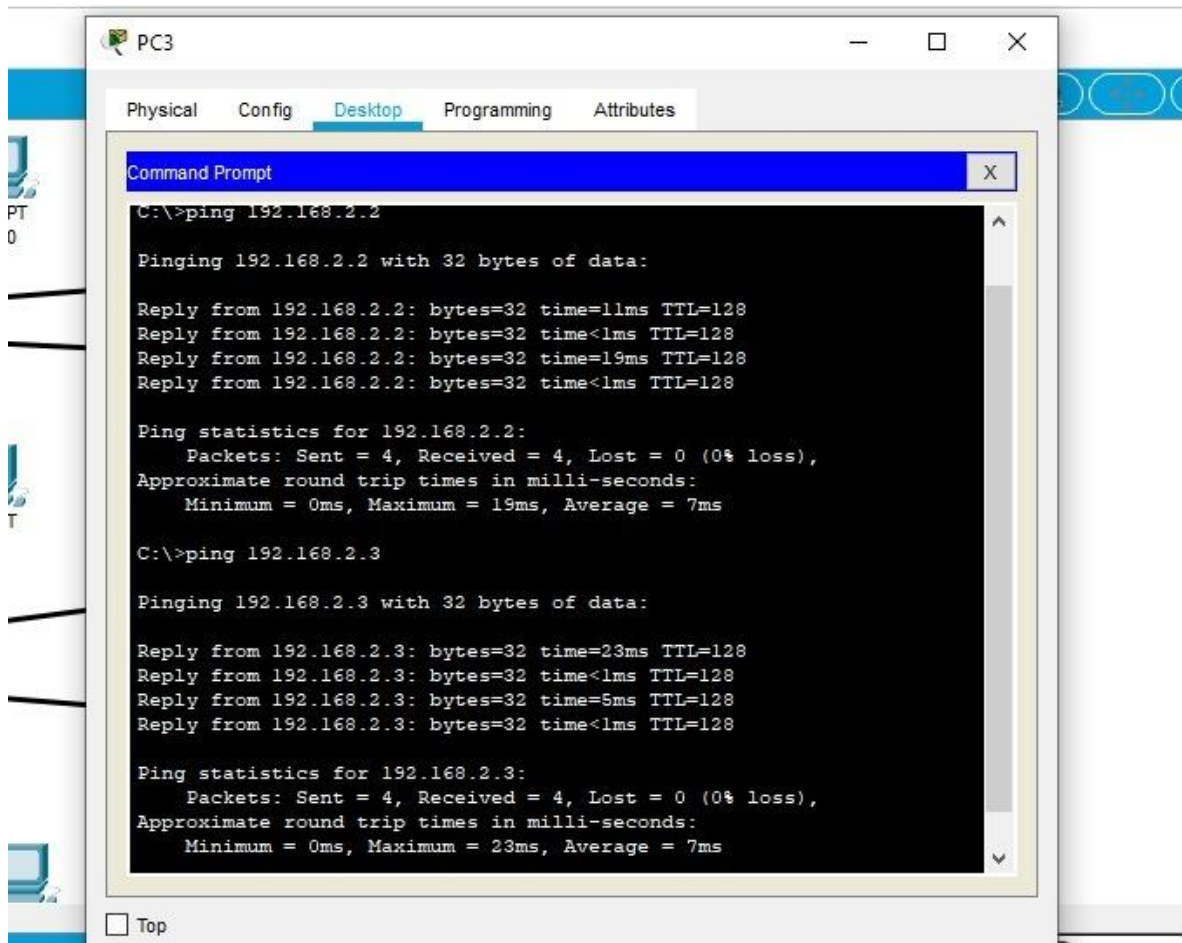 PC3
Physical Config Desktop Programming Attributes
Command Prompt
X
C:\>ping 192.168.2.2
Pinging 192.168.2.2 with 32 bytes of data:
Reply from 192.168.2.2: bytes=32 time=11ms TTL=128
Reply from 192.168.2.2: bytes=32 time<1ms TTL=128
Reply from 192.168.2.2: bytes=32 time=19ms TTL=128
Reply from 192.168.2.2: bytes=32 time<1ms TTL=128
Ping statistics for 192.168.2.2:
Packets: Sent = 4, Received = 4, Lost = 0 (0% loss),
Approximate round trip times in milli-seconds:
Minimum = 0ms, Maximum = 19ms, Average = 7ms
C:\>ping 192.168.2.3
Pinging 192.168.2.3 with 32 bytes of data:
Reply from 192.168.2.3: bytes=32 time=23ms TTL=128
Reply from 192.168.2.3: bytes=32 time<1ms TTL=128
Reply from 192.168.2.3: bytes=32 time=5ms TTL=128
Reply from 192.168.2.3: bytes=32 time<1ms TTL=128
Ping statistics for 192.168.2.3:
Packets: Sent = 4, Received = 4, Lost = 0 (0% loss),
Approximate round trip times in milli-seconds:
Minimum = 0ms, Maximum = 23ms, Average = 7ms
Top
PT
0
T